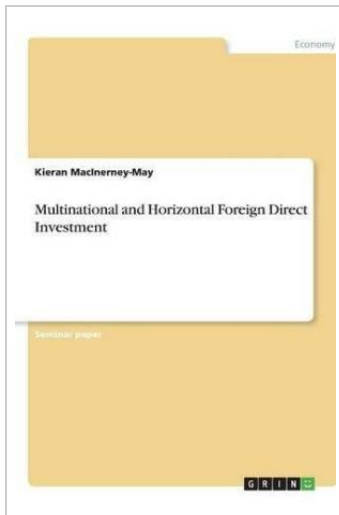 Economy
Kieran MacInerney-May
Multinational and Horizontal Foreign Direct
Investment
Seminar paper
GRIN